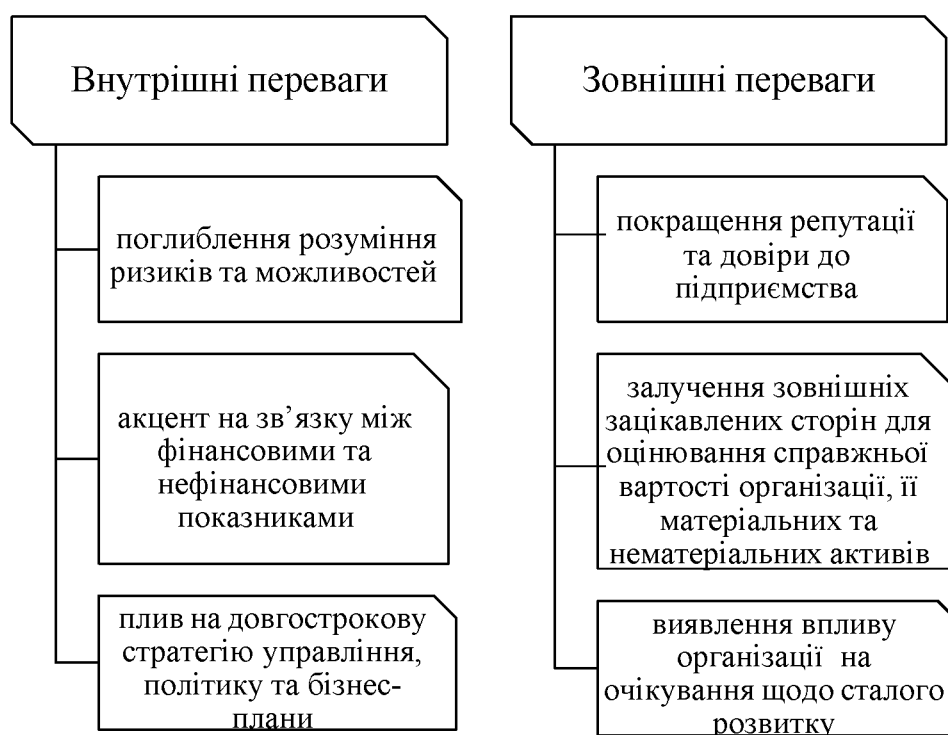 Внутрішні переваги
поглиблення розуміння
ризиків та можливостей
акцент на зв’язку між
фінансовими та
нефінансовими
показниками
плив на довгострокову
стратегію управління,
політику та бізнес-
плани
Зовнішні переваги
покращення репутації
та довіри до
підприємства
залучення зовнішніх
зацікавлених сторін для
оцінювання справжньої
вартості організації, її
матеріальних та
нематеріальних активів
виявлення впливу
організації на
очікування щодо сталого
розвитку